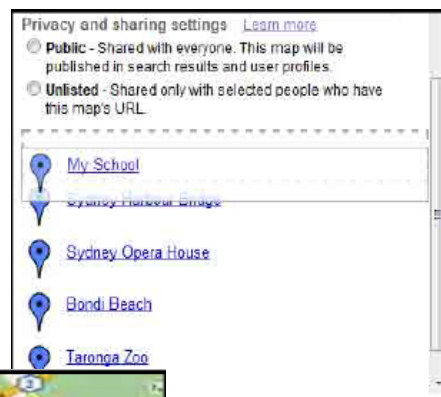 Privacy and sharing settings Learn more
Public - Shared with everyone. This map will be
published in search results and user profiles.
Unlisted - Shared only with selected people who have
this map's URL.
My School
Sydney Harbour Bridge
Sydney Opera House
Bondi Beach
Taronga Zoo
2